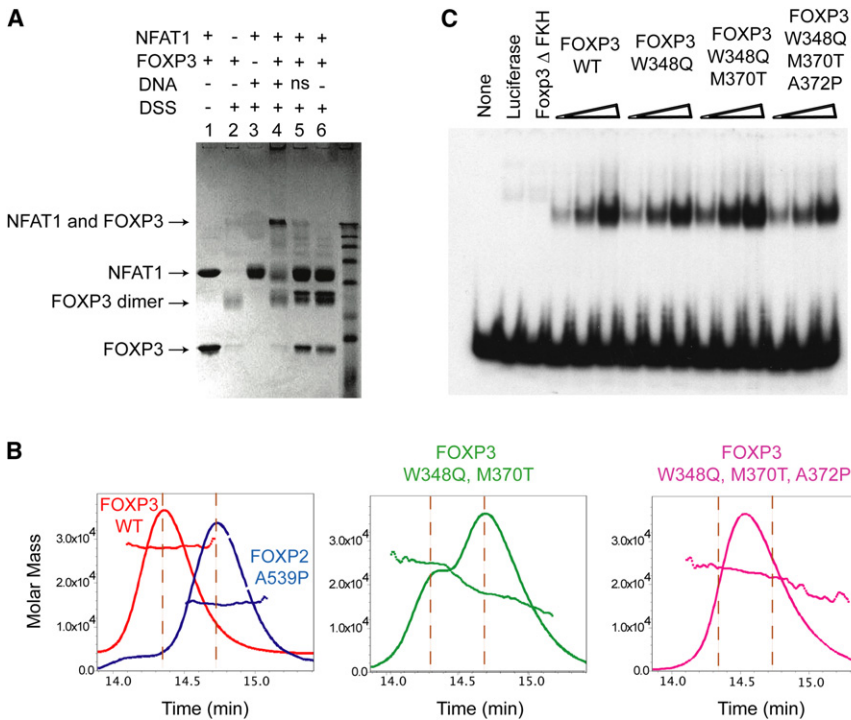 A
NFAT1 + - + + + +
FOXP3 + + - + + +
DNA - - + + ns -
DSS - + + + + +
1 2 3 4 5 6
NFAT1 and FOXP3
NFAT1
FOXP3 dimer
FOXP3
C
None
Luciferase
Foxp3 Δ FKH
FOXP3
WT
FOXP3
W348Q
FOXP3
W348Q
M370T
FOXP3
W348Q
M370T
A372P
B
Molar Mass
FOXP3
WT
FOXP2
A539P
3.0x10⁴
2.0x10⁴
1.0x10⁴
0.0
14.0 14.5 15.0
Time (min)
FOXP3
W348Q, M370T
3.0x10⁴
2.0x10⁴
1.0x10⁴
0.0
14.0 14.5 15.0
Time (min)
FOXP3
W348Q, M370T, A372P
3.0x10⁴
2.0x10⁴
1.0x10⁴
0.0
14.0 14.5 15.0
Time (min)